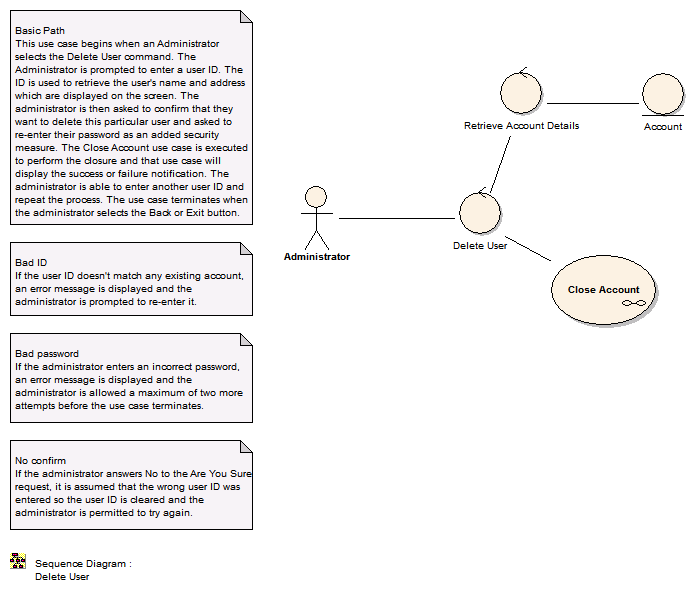 Basic Path
This use case begins when an Administrator
selects the Delete User command. The
Administrator is prompted to enter a user ID. The
ID is used to retrieve the user's name and address
which are displayed on the screen. The
administrator is then asked to confirm that they
want to delete this particular user and asked to
re-enter their password as an added security
measure. The Close Account use case is executed
to perform the closure and that use case will
display the success or failure notification. The
administrator is able to enter another user ID and
repeat the process. The use case terminates when
the administrator selects the Back or Exit button.
Bad ID
If the user ID doesn't match any existing account,
an error message is displayed and the
administrator is prompted to re-enter it.
Bad password
If the administrator enters an incorrect password,
an error message is displayed and the
administrator is allowed a maximum of two more
attempts before the use case terminates.
No confirm
If the administrator answers No to the Are You Sure
request, it is assumed that the wrong user ID was
entered so the user ID is cleared and the
administrator is permitted to try again.
Sequence Diagram :
Delete User
Retrieve Account Details
Account
Administrator
Delete User
Close Account